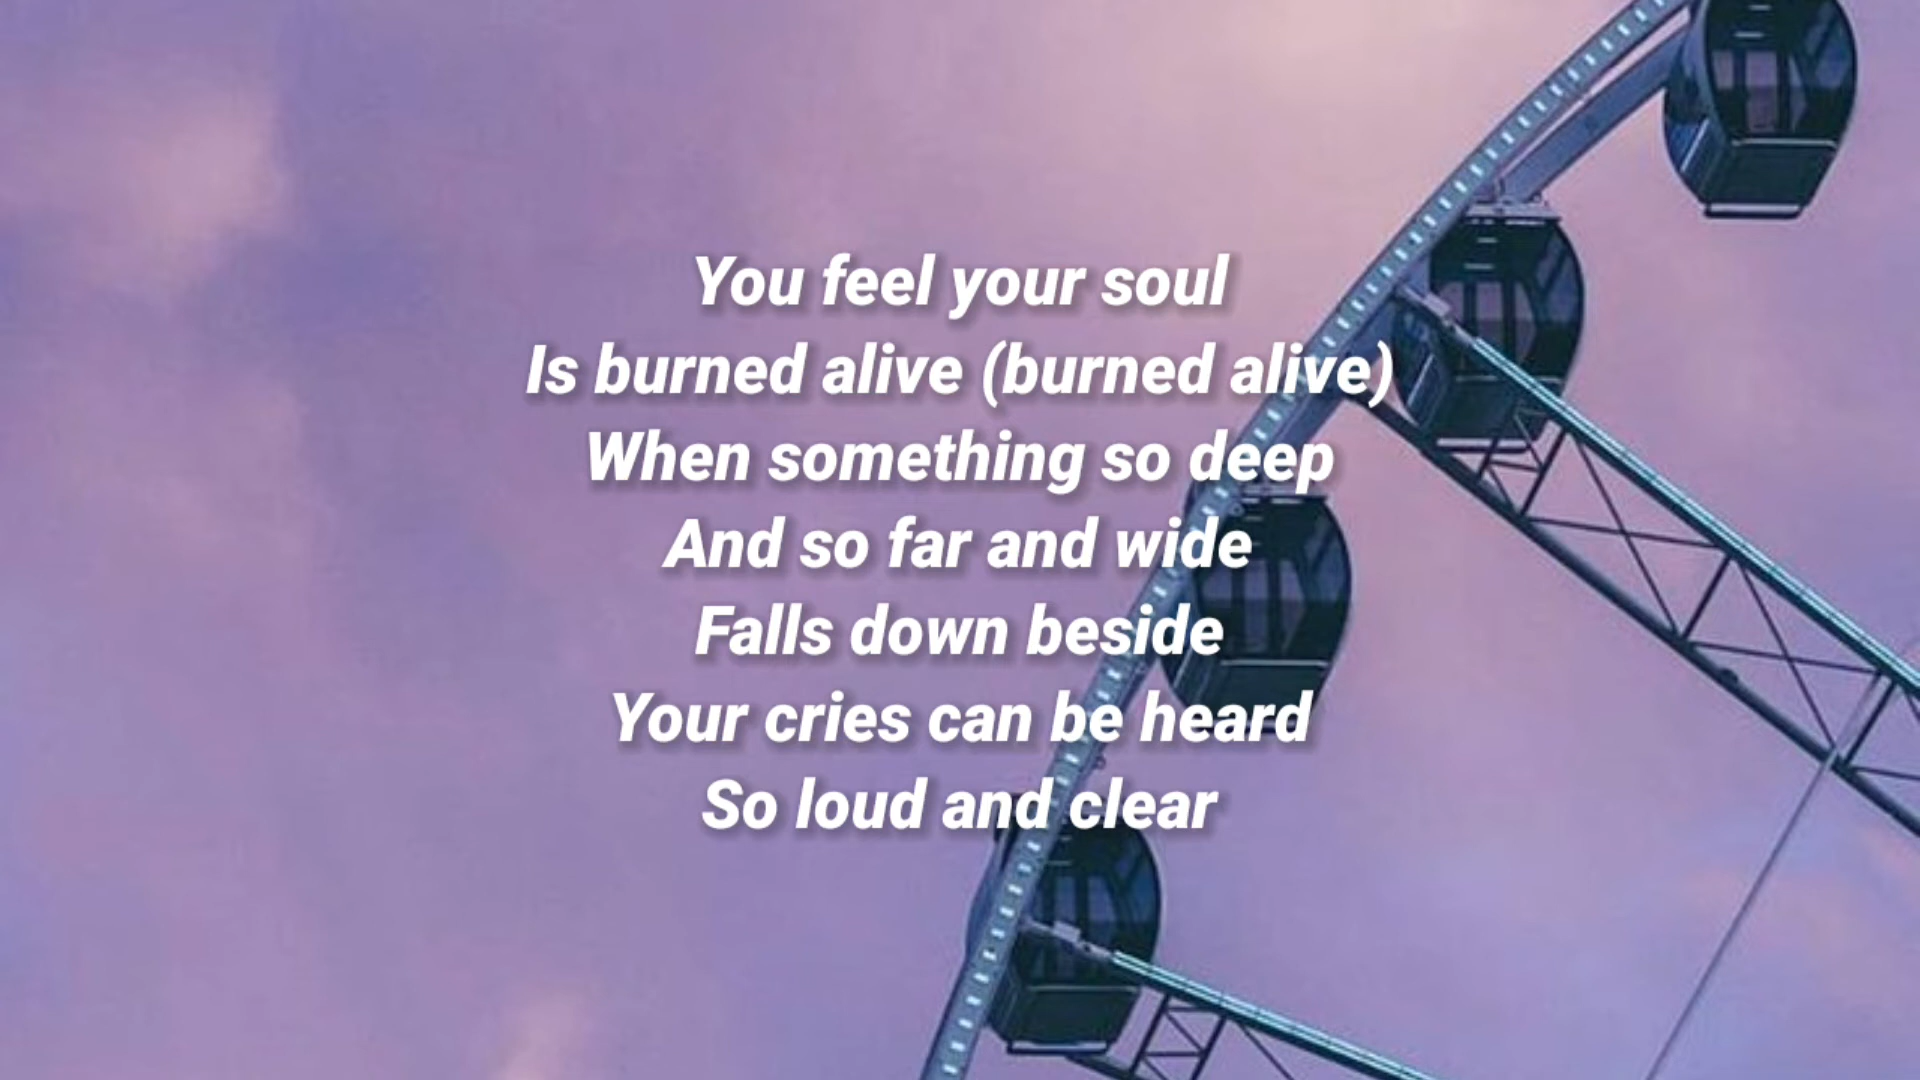 You feel your soul
Is burned alive (burned alive)
When something so deep
And so far and wide
Falls down beside
Your cries can be heard
So loud and clear